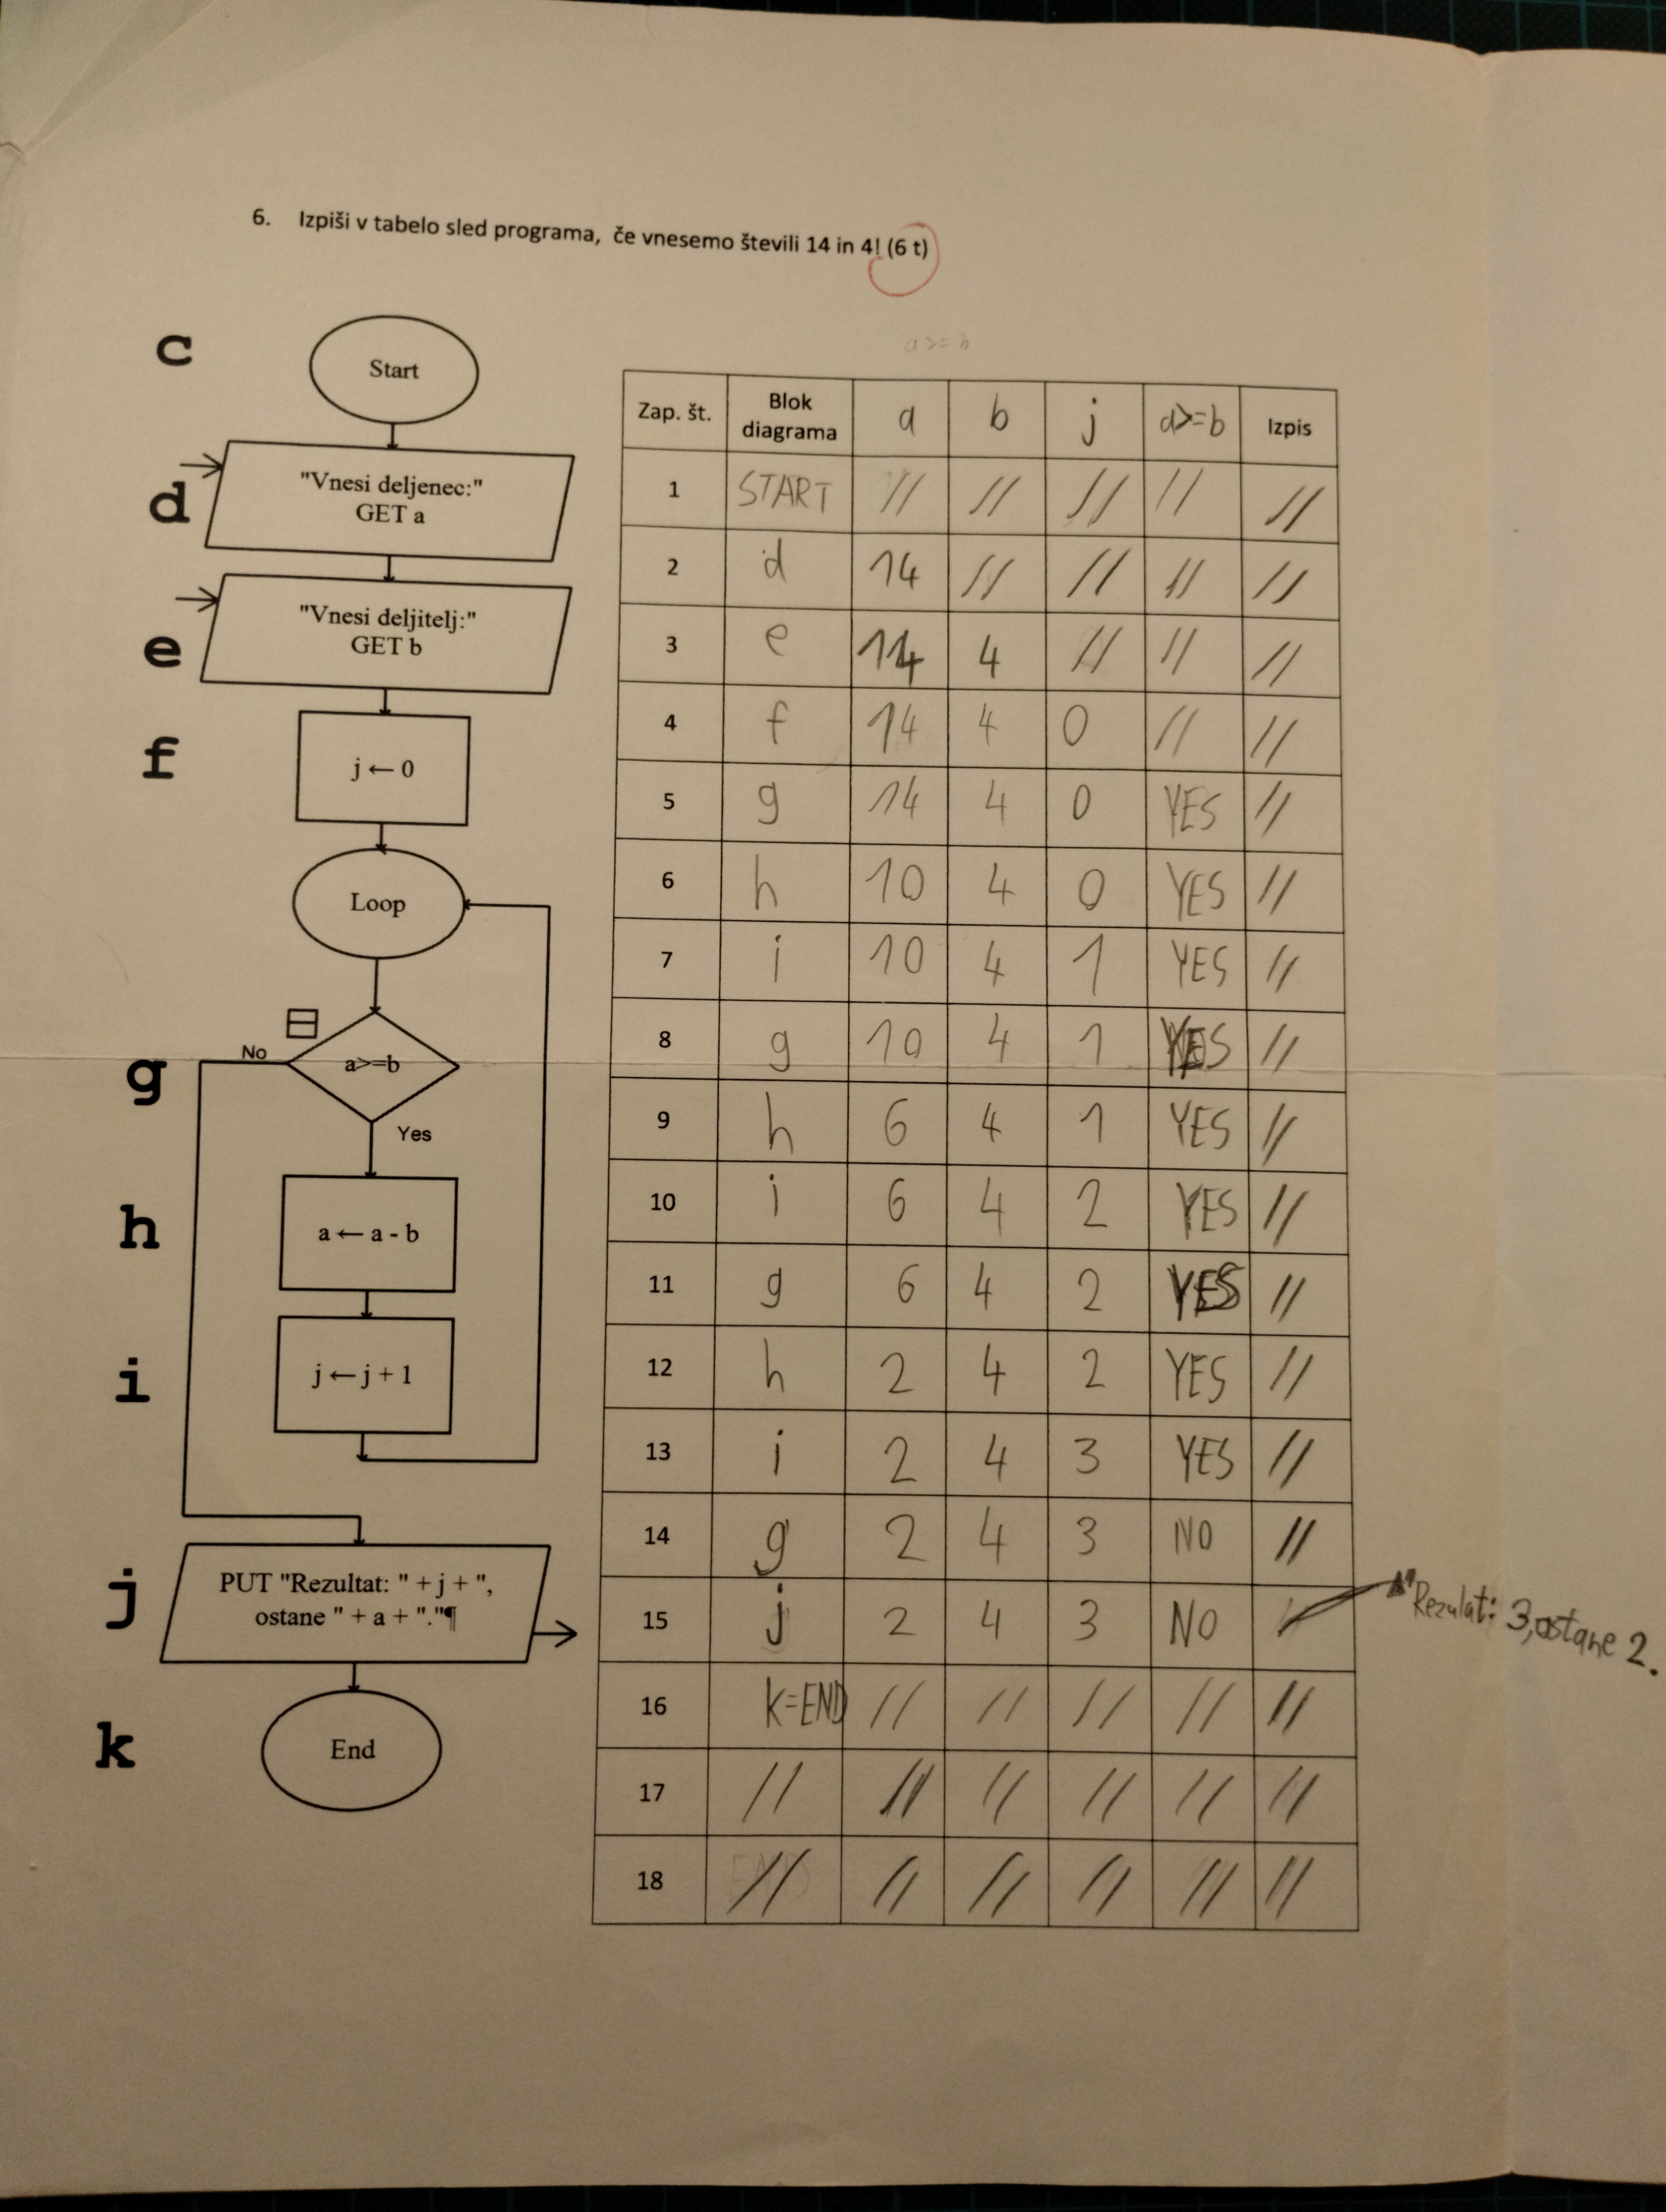 6. Izpiši v tabelo sled programa, če vnesemo števili 14 in 4! (6 t)
a>=b
c
Start
d
"Vnesi deljenec:"
GET a
e
"Vnesi deljitelj:"
GET b
f
j ← 0
Loop
g
No
a>=b
Yes
h
a ← a - b
i
j ← j + 1
j
PUT "Rezultat: " + j + ",
ostane " + a + "."¶
k
End
Zap. št. Blok diagrama a b j a>=b Izpis
1 START // // // // //
2 d 14 // // // //
3 e 14 4 // // //
4 f 14 4 0 // //
5 g 14 4 0 YES //
6 h 10 4 0 YES //
7 i 10 4 1 YES //
8 g 10 4 1 YES //
9 h 6 4 1 YES //
10 i 6 4 2 YES //
11 g 6 4 2 YES //
12 h 2 4 2 YES //
13 i 2 4 3 YES //
14 g 2 4 3 NO //
15 j 2 4 3 NO
Rezulat: 3, ostane 2.
16 k=END // // // // //
17 // // // // // //
18 // // // // // //